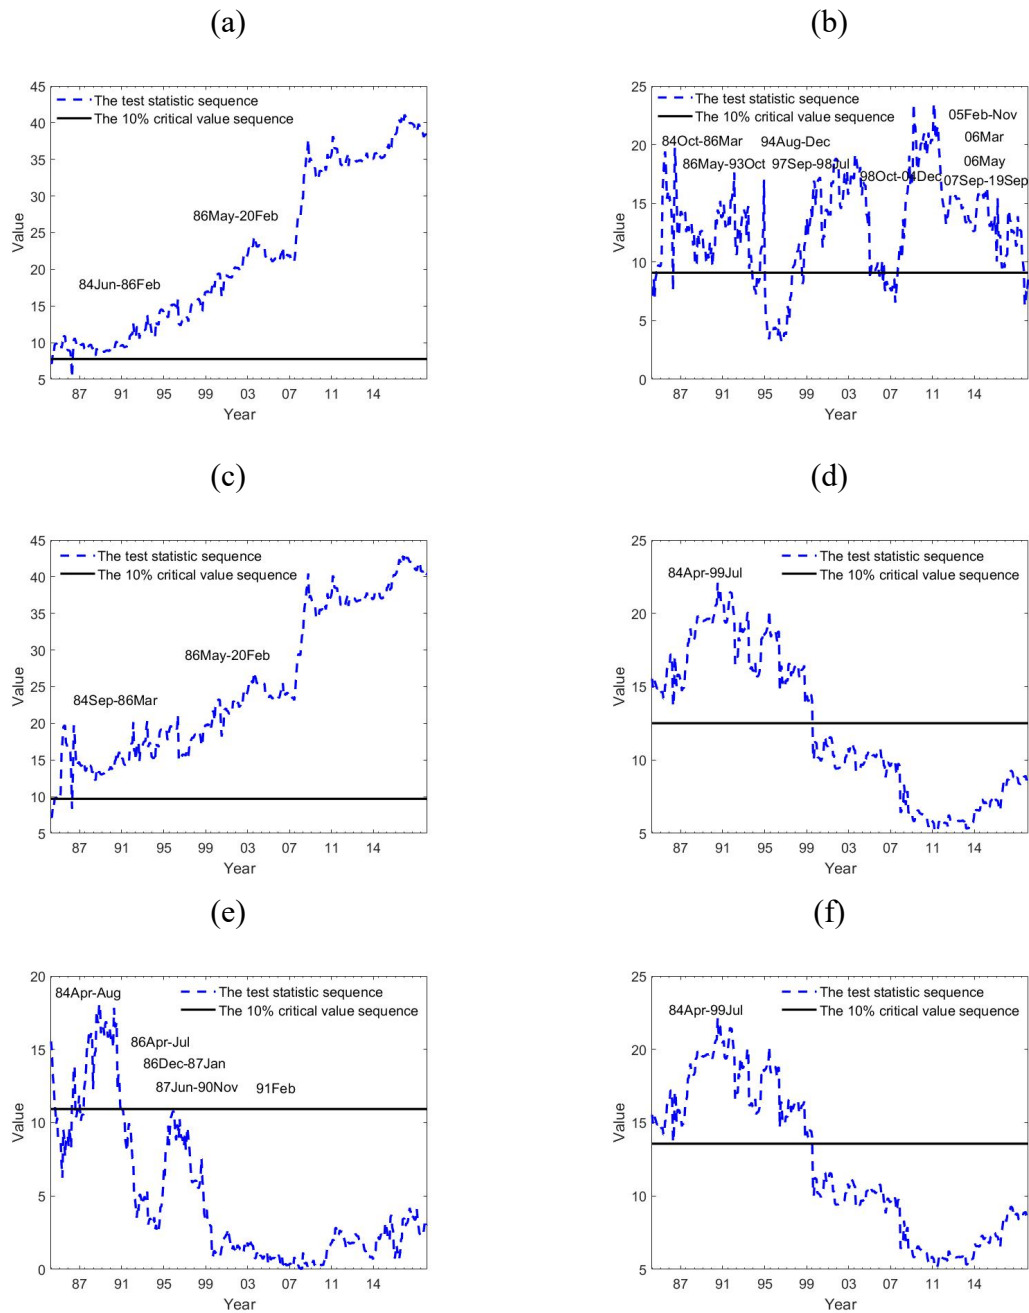 (a)
45
40
35
30
25
20
15
10
5
Value
The test statistic sequence
The 10% critical value sequence
86May-20Feb
84Jun-86Feb
87 91 95 99 03 07 14
Year
(b)
25
20
15
10
5
0
Value
The test statistic sequence
The 10% critical value sequence
05Feb-Nov
84Oct-86Mar 94Aug-Dec 06Mar
86May-93Oct 97Sep-98Jul 06May
98Oct-04Dec 07Sep-19Sep
87 91 95 99 03 07 11 14
Year
(c)
45
40
35
30
25
20
15
10
5
Value
The test statistic sequence
The 10% critical value sequence
86May-20Feb
84Sep-86Mar
87 91 95 99 03 07 14
Year
(d)
25
20
15
10
5
Value
The test statistic sequence
The 10% critical value sequence
84Apr-99Jul
87 91 95 99 03 07 11 14
Year
(e)
20
15
10
5
0
Value
The test statistic sequence
The 10% critical value sequence
84Apr-Aug
86Apr-Jul
86Dec-87Jan
87Jun-90Nov 91Feb
87 91 95 99 03 07 14
Year
(f)
25
20
15
10
5
Value
The test statistic sequence
The 10% critical value sequence
84Apr-99Jul
87 91 95 99 03 07 11 14
Year